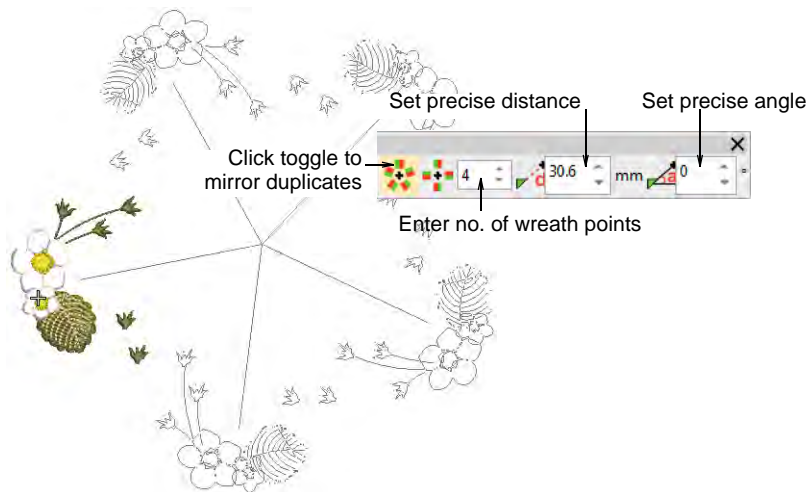 Set precise distance
Set precise angle
Click toggle to
mirror duplicates
4
30.6
mm
0
°
Enter no. of wreath points